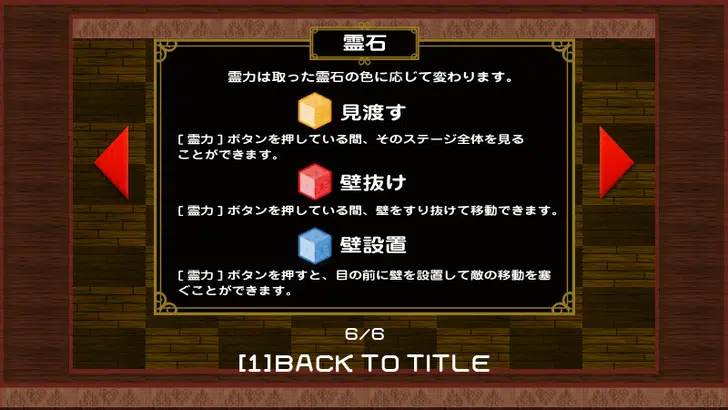 霊石
霊力は取った霊石の色に応じて変わります。
見渡す
[ 霊力 ] ボタンを押している間、そのステージ全体を見る
ことができます。
壁抜け
[ 霊力 ] ボタンを押している間、壁をすり抜けて移動できます。
壁設置
[ 霊力 ] ボタンを押すと、目の前に壁を設置して敵の移動を塞
ぐことができます。
6/6
[1]BACK TO TITLE